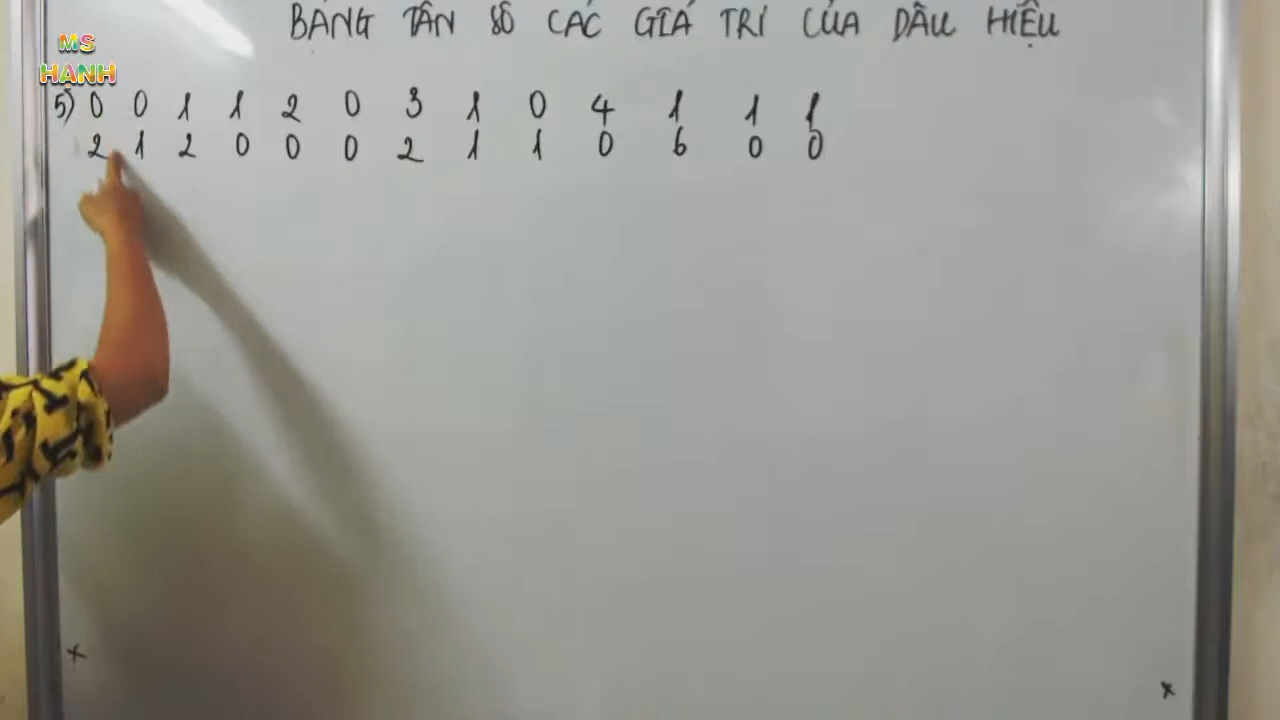 BẢNG TẦN SỐ CÁC GIÁ TRỊ CỦA DẤU HIỆU
MS
HẠNH
5) 0 0 1 1 2 0 3 1 0 4 1 1 1
2 1 2 0 0 0 2 1 1 0 6 0 0